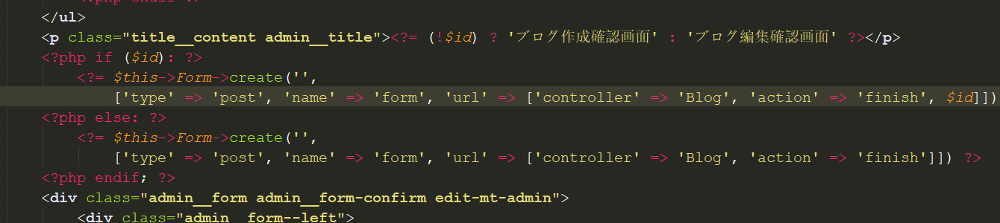 </ul>
<p class="title__content admin__title"><?= (!$id) ? 'ブログ作成確認画面' : 'ブログ編集確認画面' ?></p>
<?php if ($id): ?>
<?= $this->Form->create('',
['type' => 'post', 'name' => 'form', 'url' => ['controller' => 'Blog', 'action' => 'finish', $id]])
<?php else: ?>
<?= $this->Form->create('',
['type' => 'post', 'name' => 'form', 'url' => ['controller' => 'Blog', 'action' => 'finish']]) ?>
<?php endif; ?>
<div class="admin__form admin__form-confirm edit-mt-admin">
<div class="admin__form--left">